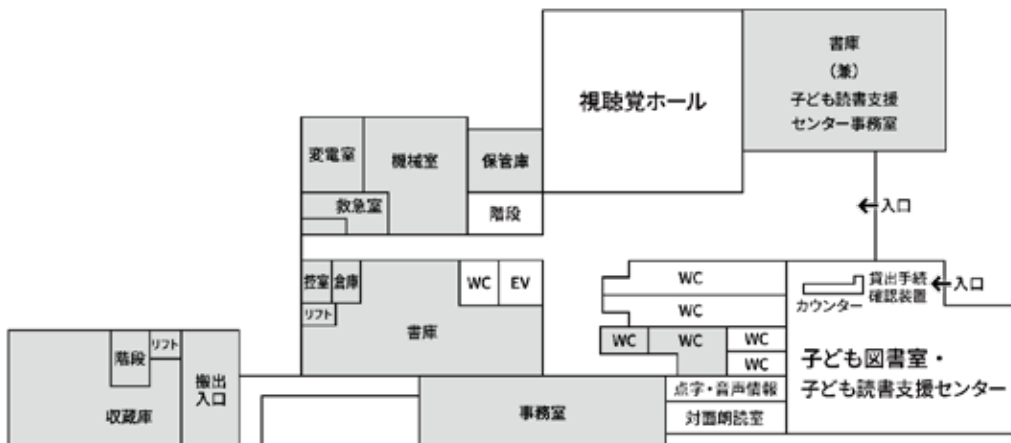 書庫
（兼）
子ども読書支援
センター事務室
視聴覚ホール
変電室
機械室
保管庫
救急室
階段
入口
控室
倉庫
WC
EV
リフト
書庫
WC
WC
WC
WC
WC
WC
貸出手続
確認装置
カウンター
入口
子ども図書室・
子ども読書支援センター
階段
リフト
搬出
入口
収蔵庫
事務室
点字・音声情報
対面朗読室